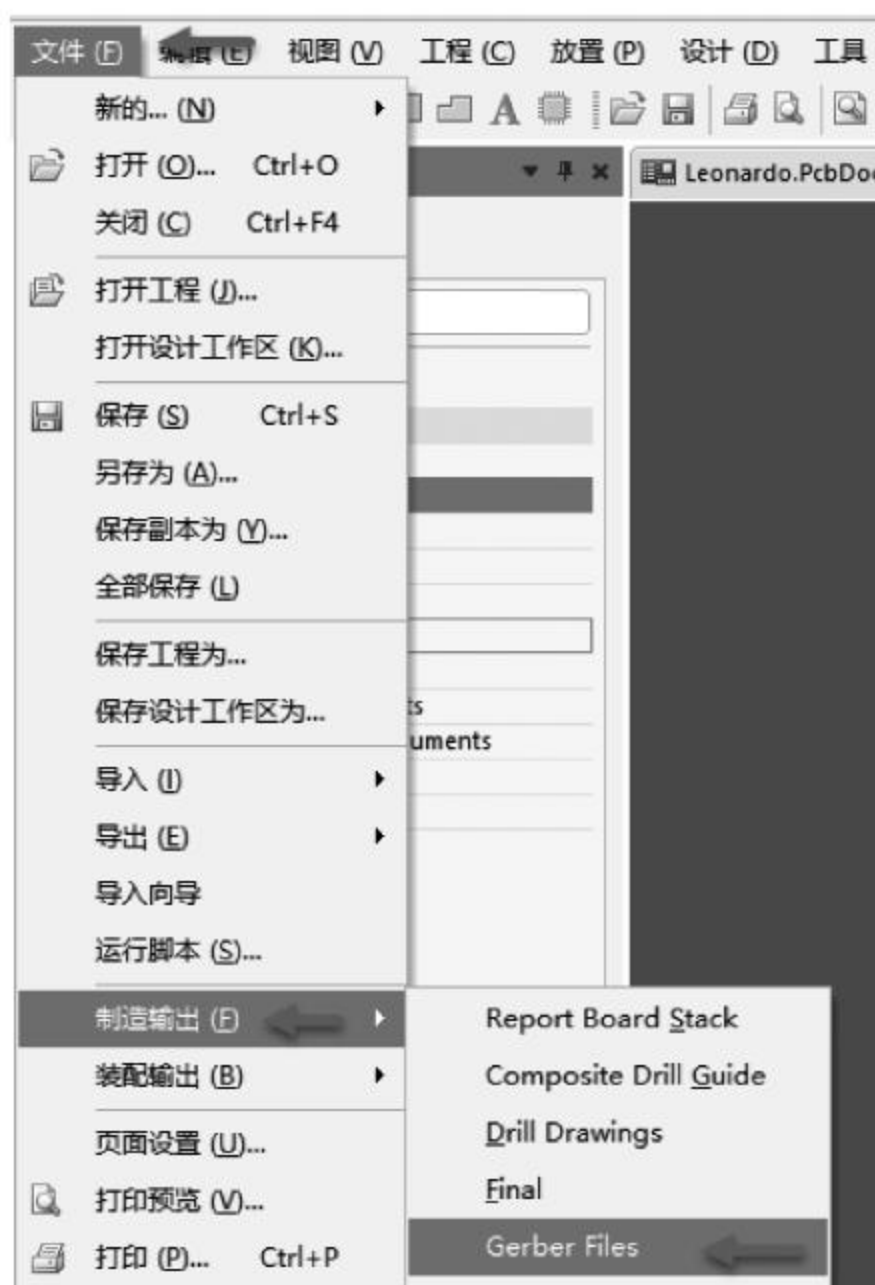 文件 (F) 编辑 (E) 视图 (V) 工程 (C) 放置 (P) 设计 (D) 工具
新的... (N)
Leonardo.PcbDoc
打开 (O)... Ctrl+O
关闭 (C) Ctrl+F4
打开工程 (J)...
打开设计工作区 (K)...
保存 (S) Ctrl+S
另存为 (A)...
保存副本为 (Y)...
全部保存 (L)
保存工程为...
保存设计工作区为...
ts
uments
导入 (I)
导出 (E)
导入向导
运行脚本 (S)...
制造输出 (F)
Report Board Stack
装配输出 (B)
Composite Drill Guide
页面设置 (U)...
Drill Drawings
打印预览 (V)...
Final
打印 (P)... Ctrl+P
Gerber Files